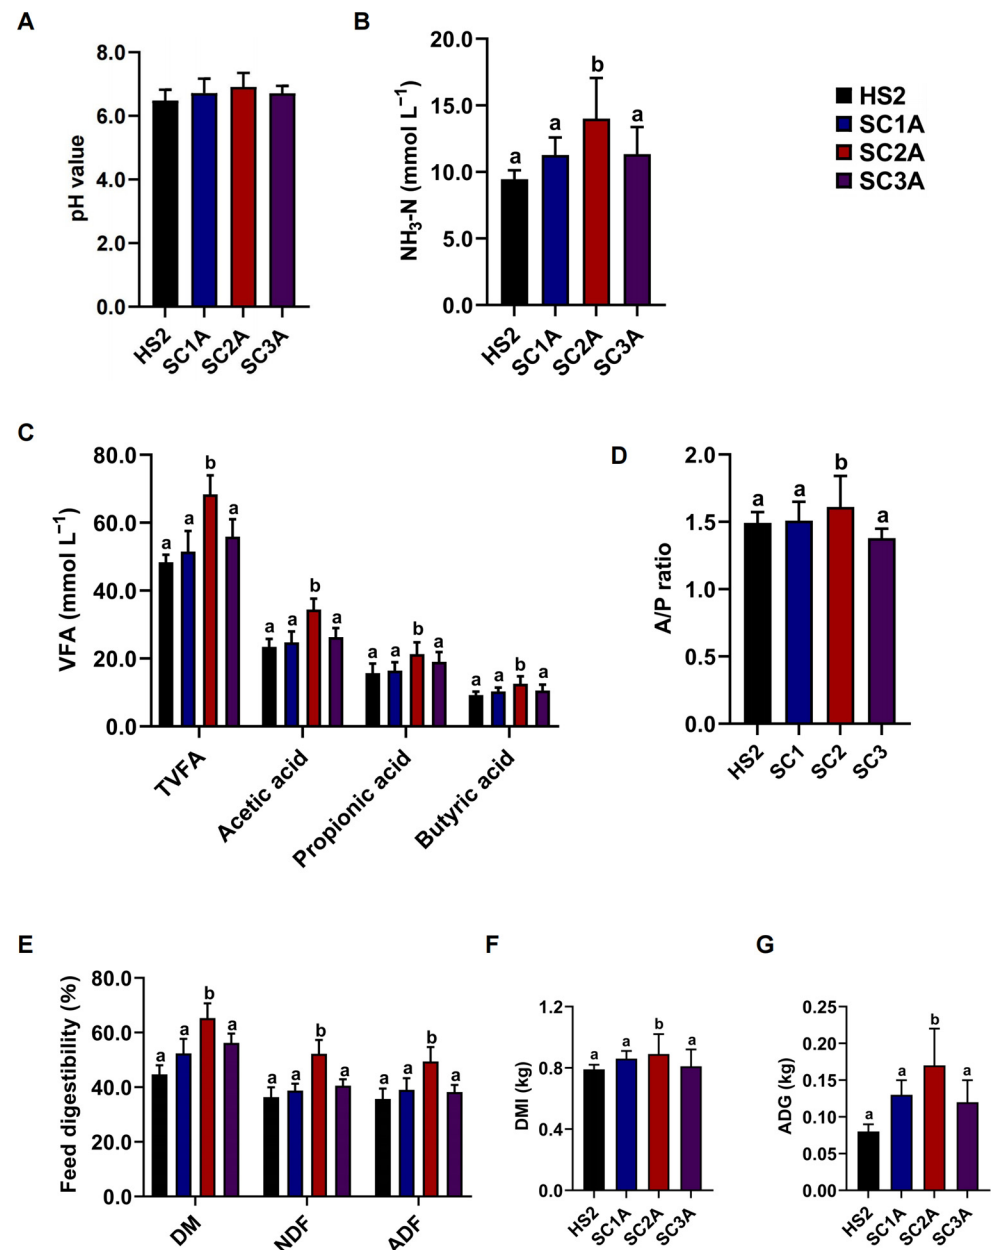 A
pH value
8.0
6.0
4.0
2.0
0.0
HS2
SC1A
SC2A
SC3A
B
NH₃-N (mmol L⁻¹)
20.0
15.0
10.0
5.0
0.0
a
a
b
a
HS2
SC1A
SC2A
SC3A
HS2
SC1A
SC2A
SC3A
C
VFA (mmol L⁻¹)
80.0
60.0
40.0
20.0
0.0
a
a
b
a
a
a
b
a
a
a
b
a
a
a
b
a
TVFA
Acetic acid
Propionic acid
Butyric acid
D
A/P ratio
2.0
1.5
1.0
0.5
0.0
a
a
b
a
HS2
SC1
SC2
SC3
E
Feed digestibility (%)
80.0
60.0
40.0
20.0
0.0
a
a
b
a
a
a
b
a
a
a
b
a
DM
NDF
ADF
F
DMI (kg)
1.2
0.8
0.4
0.0
a
a
b
a
HS2
SC1A
SC2A
SC3A
G
ADG (kg)
0.25
0.20
0.15
0.10
0.05
0.00
a
a
b
a
HS2
SC1A
SC2A
SC3A